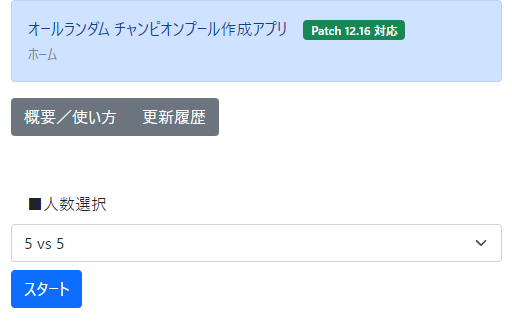 オールランダム チャンピオンプール作成アプリ Patch 12.16 対応
ホーム
概要／使い方 更新履歴
■人数選択
5 vs 5
スタート